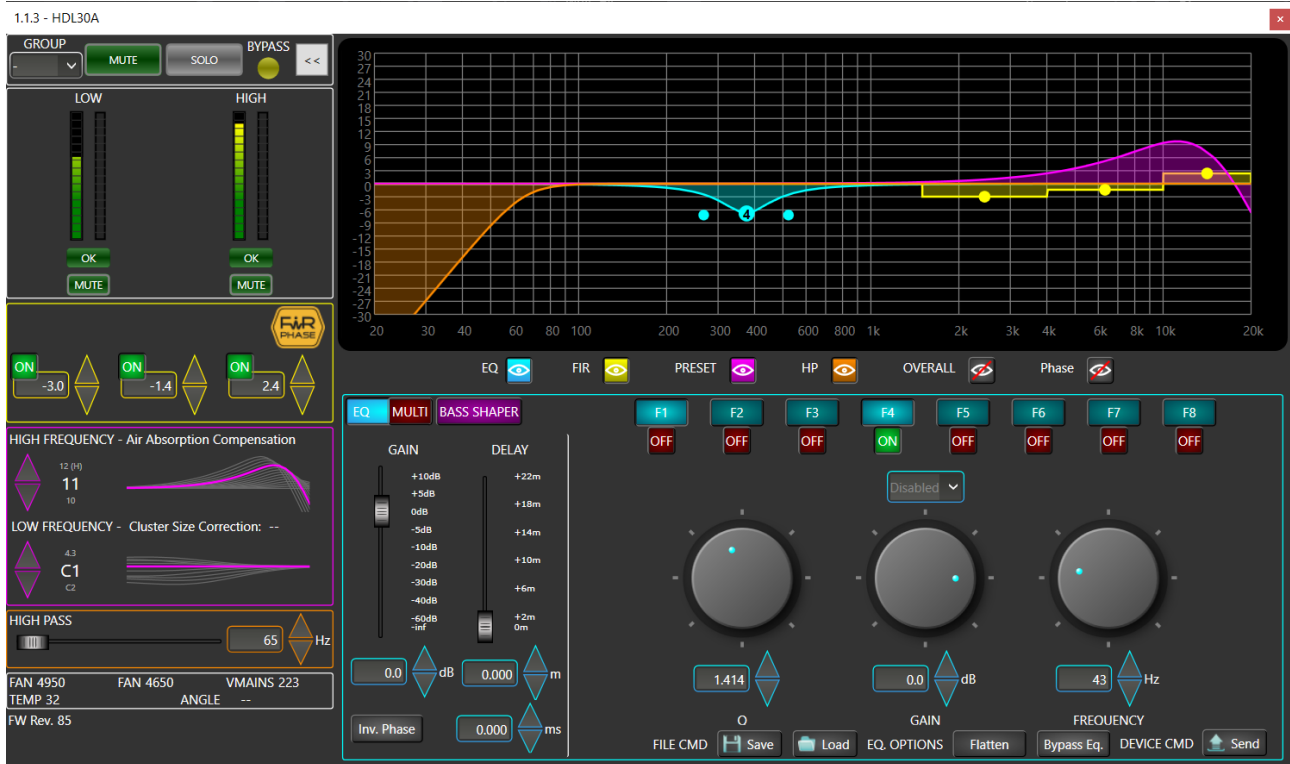 1.1.3 - HDL30A
GROUP
-
MUTE
SOLO
BYPASS
<<
LOW HIGH
OK OK
MUTE MUTE
FiR
PHASE
ON ON ON
-3.0 -1.4 2.4
HIGH FREQUENCY - Air Absorption Compensation
12 (H)
11
10
LOW FREQUENCY - Cluster Size Correction: --
4.3
C1
C2
HIGH PASS
65 Hz
FAN 4950 FAN 4650 VMAINS 223
TEMP 32 ANGLE --
FW Rev. 85
30
27
24
21
18
15
12
9
6
3
0
-3
-6
-9
-12
-15
-18
-21
-24
-27
-30
4
20 30 40 60 80 100 200 300 400 600 800 1k 2k 3k 4k 6k 8k 10k 20k
EQ FIR PRESET HP OVERALL Phase
EQ MULTI BASS SHAPER
GAIN DELAY
+10dB
+5dB
0dB
-5dB
-10dB
-20dB
-30dB
-40dB
-60dB
-inf
+22m
+18m
+14m
+10m
+6m
+2m
0m
0.0 dB 0.000 m
Inv. Phase 0.000 ms
F1 F2 F3 F4 F5 F6 F7 F8
OFF OFF OFF ON OFF OFF OFF OFF
Disabled
1.414 0.0 dB 43 Hz
Q GAIN FREQUENCY
FILE CMD Save Load EQ. OPTIONS Flatten Bypass Eq. DEVICE CMD Send